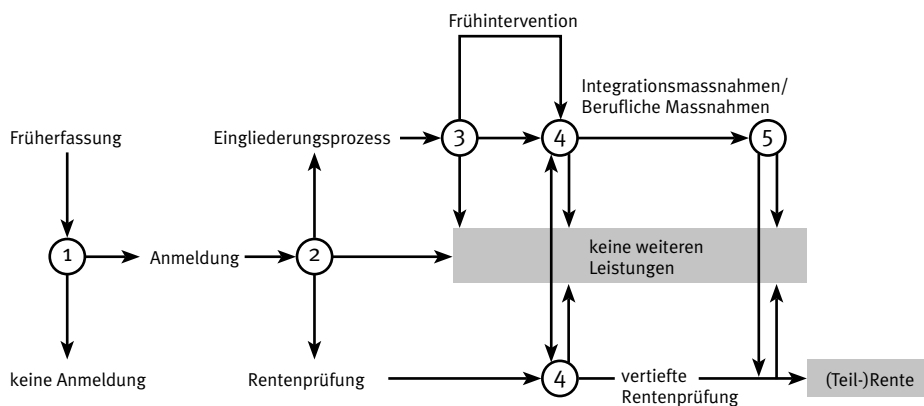 Frühintervention
Integrationsmassnahmen/
Berufliche Massnahmen
Früherfassung
Eingliederungsprozess
3
4
5
1
Anmeldung
2
keine weiteren
Leistungen
keine Anmeldung
Rentenprüfung
4
vertiefte
Rentenprüfung
(Teil-)Rente